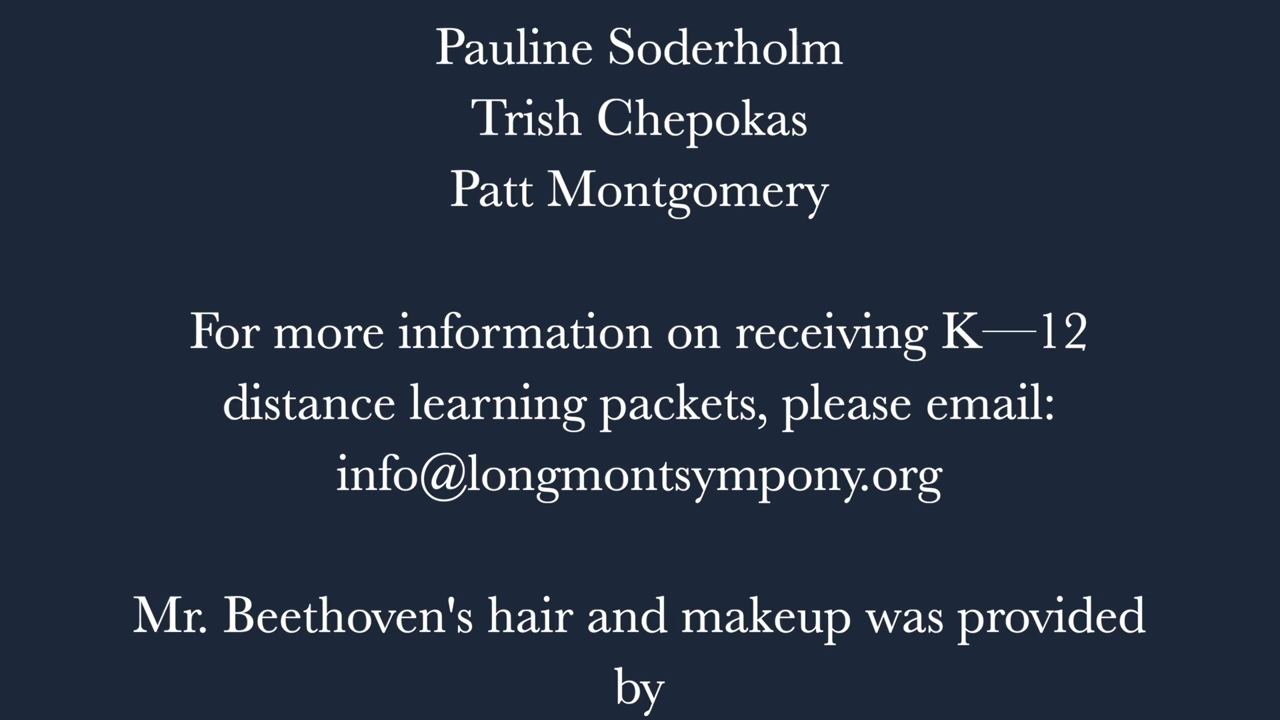 Pauline Soderholm
Trish Chepokas
Patt Montgomery
For more information on receiving K—12
distance learning packets, please email:
info@longmontsympony.org
Mr. Beethoven's hair and makeup was provided
by